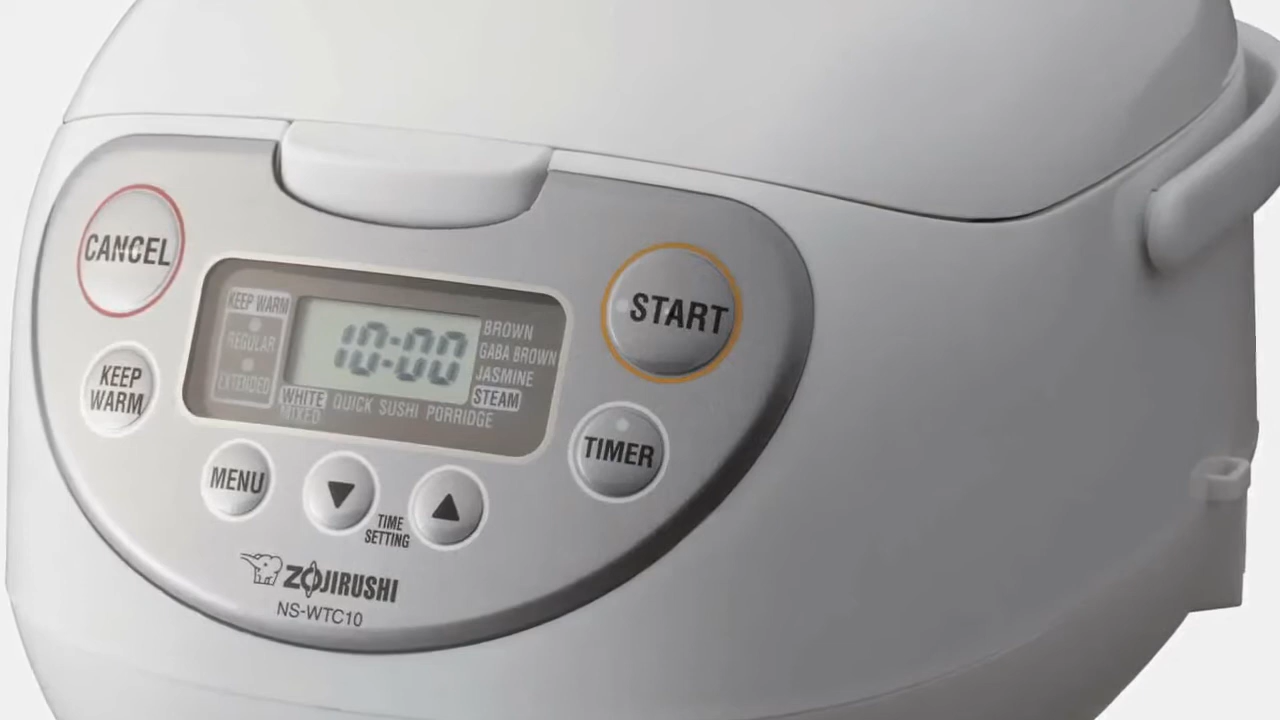 CANCEL
KEEP WARM
REGULAR
EXTENDED
10:00
BROWN
GABA BROWN
JASMINE
STEAM
WHITE QUICK SUSHI PORRIDGE
MIXED
START
KEEP
WARM
MENU
▼
▲
TIME
SETTING
TIMER
ZOJIRUSHI
NS-WTC10